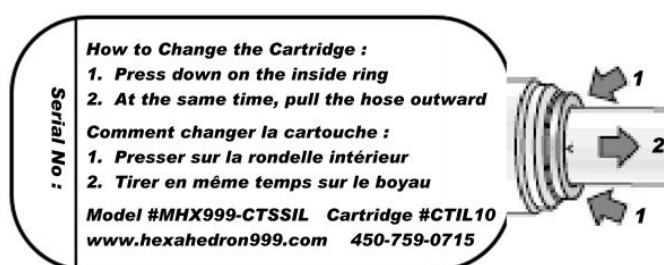 Serial No :
How to Change the Cartridge :
1. Press down on the inside ring
2. At the same time, pull the hose outward
Comment changer la cartouche :
1. Presser sur la rondelle intérieur
2. Tirer en même temps sur le boyau
Model #MHX999-CTSSIL Cartridge #CTIL10
www.hexahedron999.com 450-759-0715
1
2
1